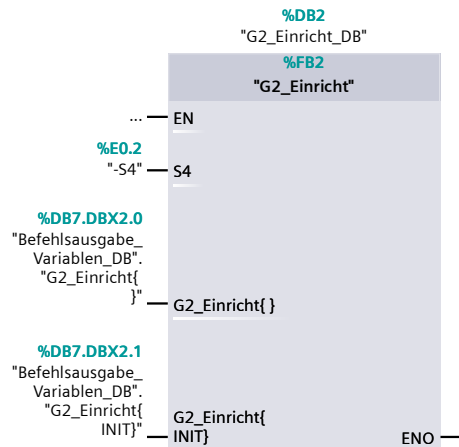 %DB2
"G2_Einricht_DB"
%FB2
"G2_Einricht"
... EN
%E0.2
"-S4" S4
%DB7.DBX2.0
"Befehlsausgabe_
Variablen_DB".
"G2_Einricht{
}" G2_Einricht{ }
%DB7.DBX2.1
"Befehlsausgabe_
Variablen_DB".
"G2_Einricht{
INIT}"
G2_Einricht{
INIT}
ENO